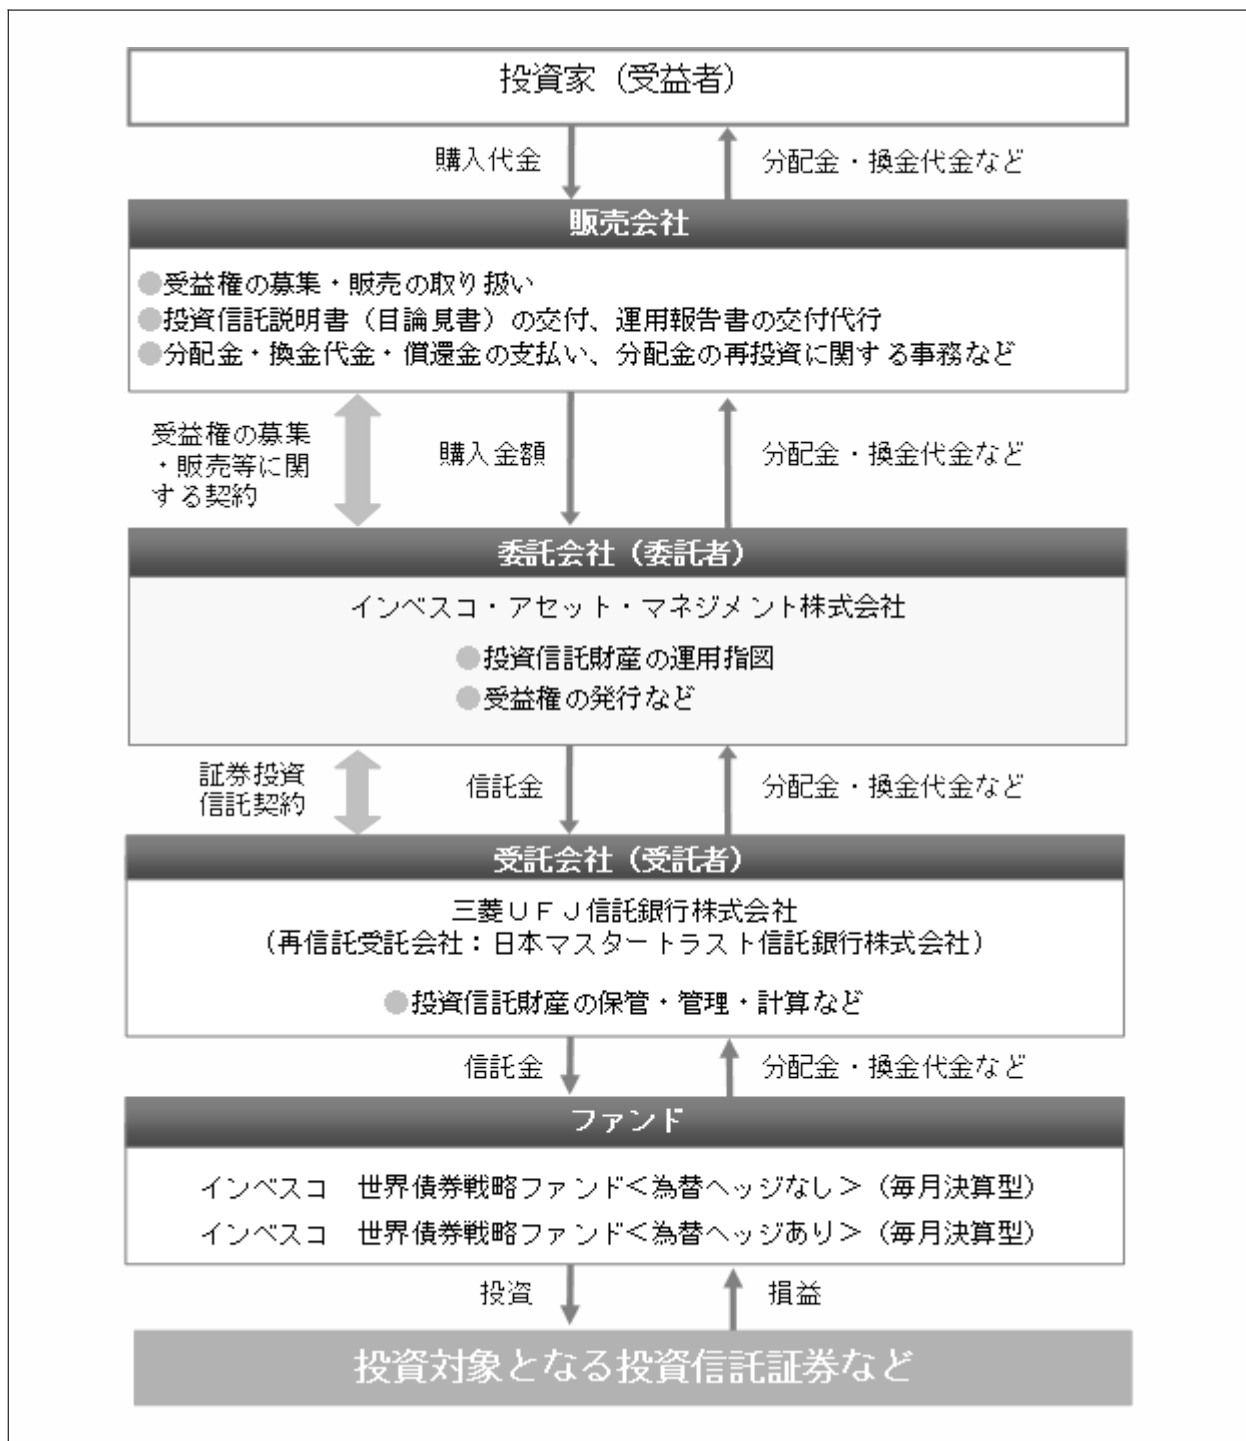 投資家（受益者）
購入代金
分配金・換金代金など
販売会社
●受益権の募集・販売の取り扱い
●投資信託説明書（目論見書）の交付、運用報告書の交付代行
●分配金・換金代金・償還金の支払い、分配金の再投資に関する事務など
受益権の募集
・販売等に関
する契約
購入金額
分配金・換金代金など
委託会社（委託者）
インベスコ・アセット・マネジメント株式会社
●投資信託財産の運用指図
●受益権の発行など
証券投資
信託契約
信託金
分配金・換金代金など
受託会社（受託者）
三菱ＵＦＪ信託銀行株式会社
（再信託受託会社：日本マスタートラスト信託銀行株式会社）
●投資信託財産の保管・管理・計算など
信託金
分配金・換金代金など
ファンド
インベスコ　世界債券戦略ファンド＜為替ヘッジなし＞（毎月決算型）
インベスコ　世界債券戦略ファンド＜為替ヘッジあり＞（毎月決算型）
投資
損益
投資対象となる投資信託証券など